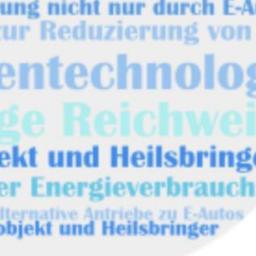 ung nicht nur durch E-A
zur Reduzierung von
entechnolog
ge Reichwei
jekt und Heilsbringe
er Energieverbrauch
lternative Antriebe zu E-Autos
objekt und Heilsbringer